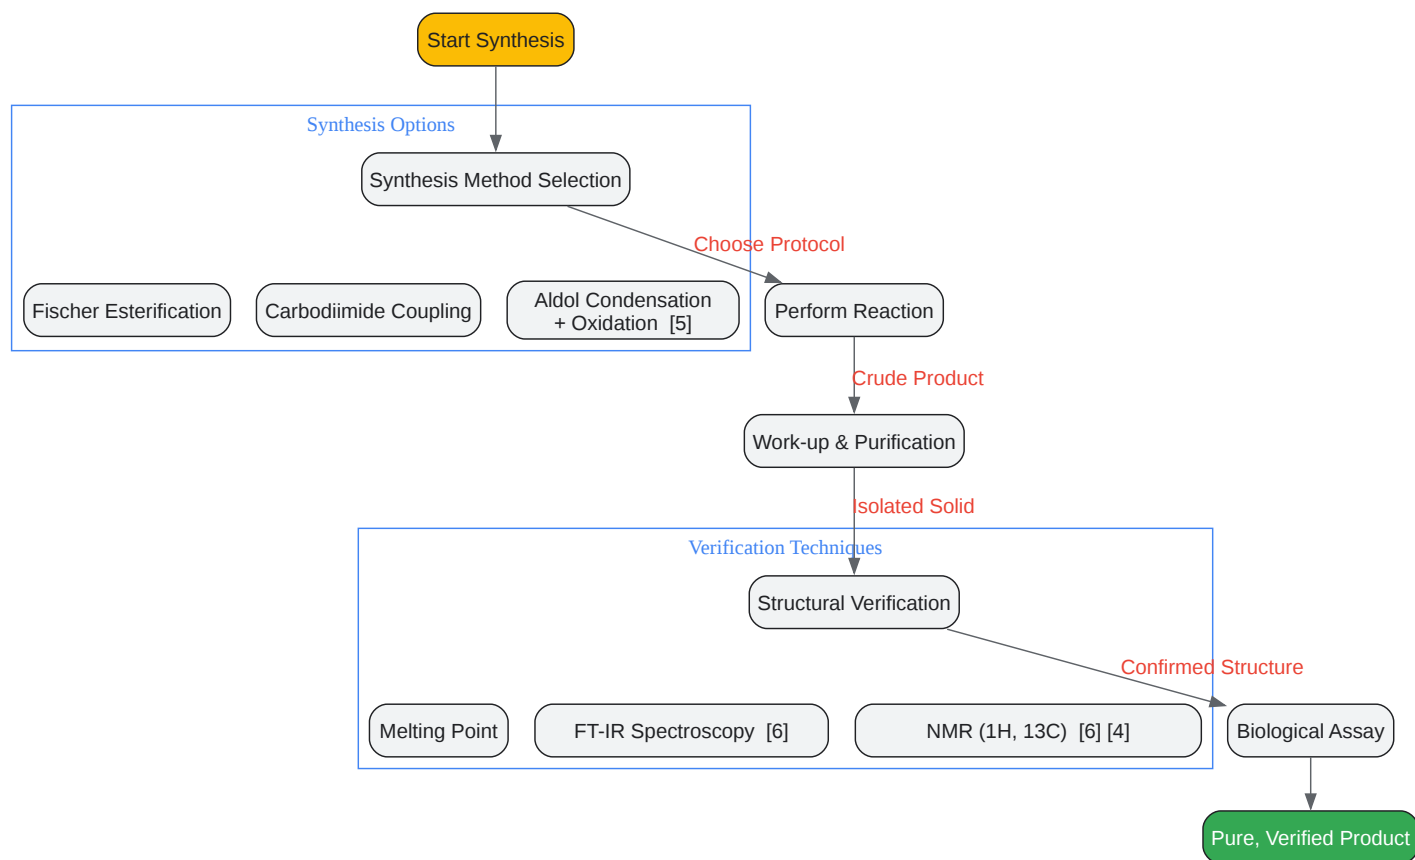 Start Synthesis
Synthesis Options
Synthesis Method Selection
Choose Protocol
Fischer Esterification
Carbodiimide Coupling
Aldol Condensation
+ Oxidation  [5]
Perform Reaction
Crude Product
Work-up & Purification
Isolated Solid
Verification Techniques
Structural Verification
Confirmed Structure
Melting Point
FT-IR Spectroscopy  [6]
NMR (1H, 13C)  [6] [4]
Biological Assay
Pure, Verified Product